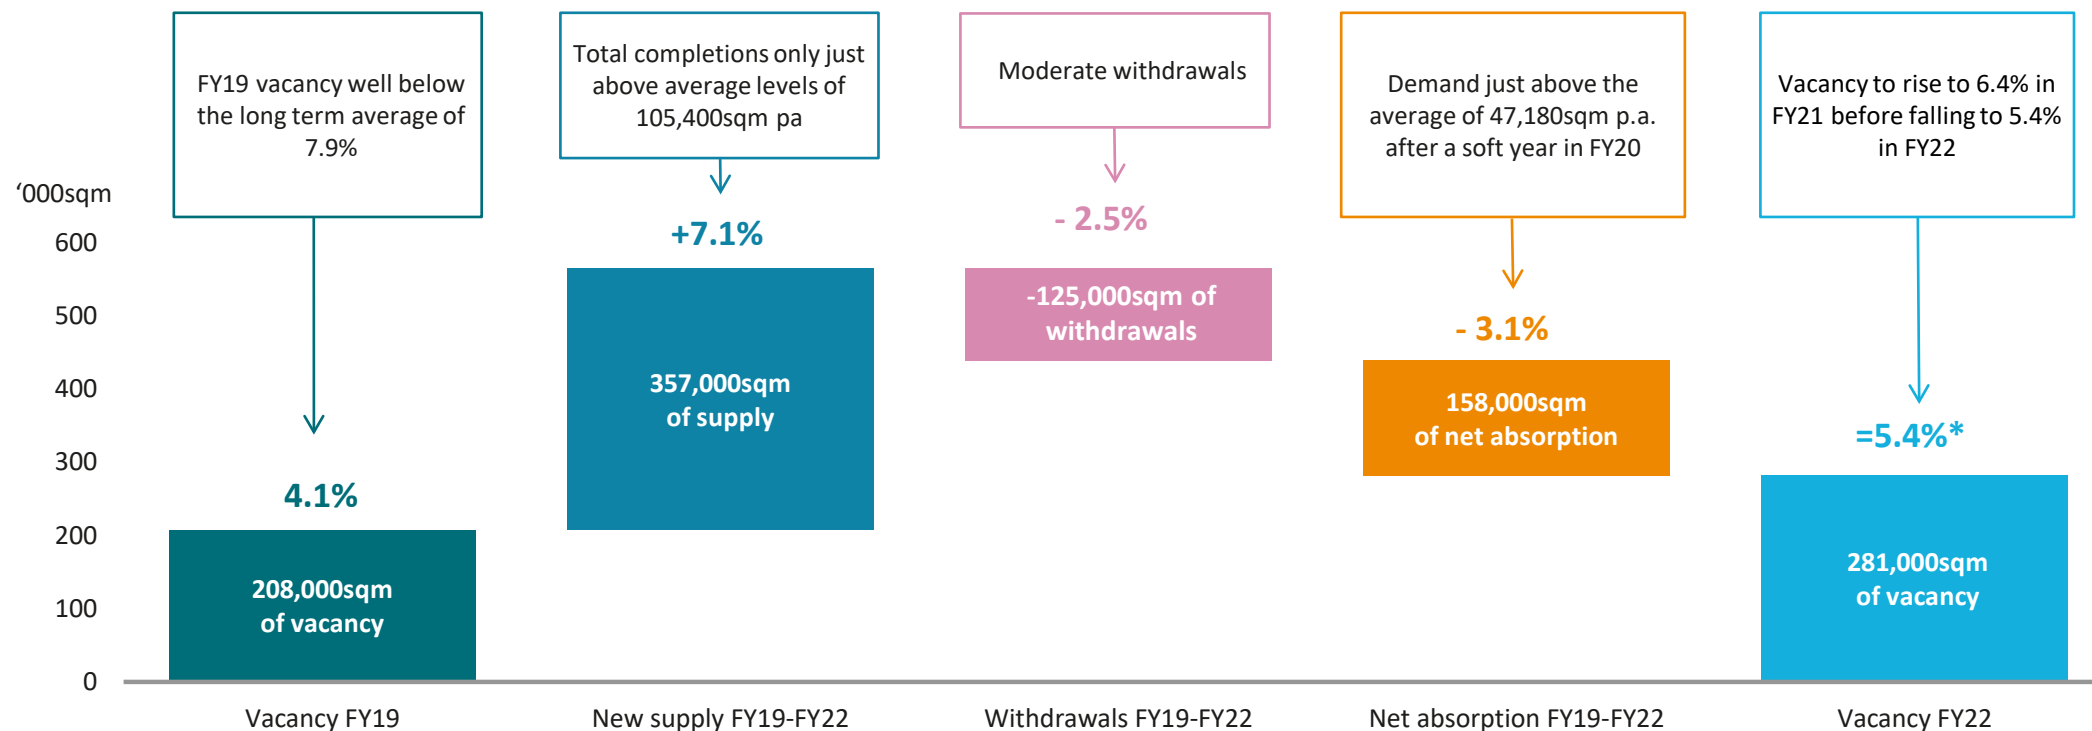 FY19 vacancy well below
the long term average of
7.9%
Total completions only just
above average levels of
105,400sqm pa
Moderate withdrawals
Demand just above the
average of 47,180sqm p.a.
after a soft year in FY20
Vacancy to rise to 6.4% in
FY21 before falling to 5.4%
in FY22
‘000sqm
600
500
400
300
200
100
0
4.1%
208,000sqm
of vacancy
+7.1%
357,000sqm
of supply
- 2.5%
-125,000sqm of
withdrawals
- 3.1%
158,000sqm
of net absorption
=5.4%*
281,000sqm
of vacancy
Vacancy FY19
New supply FY19-FY22
Withdrawals FY19-FY22
Net absorption FY19-FY22
Vacancy FY22